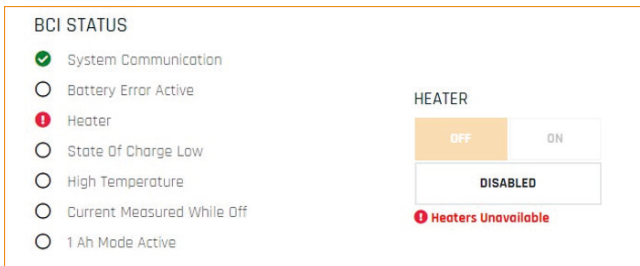 BCI STATUS
System Communication
Battery Error Active
Heater
State Of Charge Low
High Temperature
Current Measured While Off
1 Ah Mode Active
HEATER
OFF ON
DISABLED
Heaters Unavailable